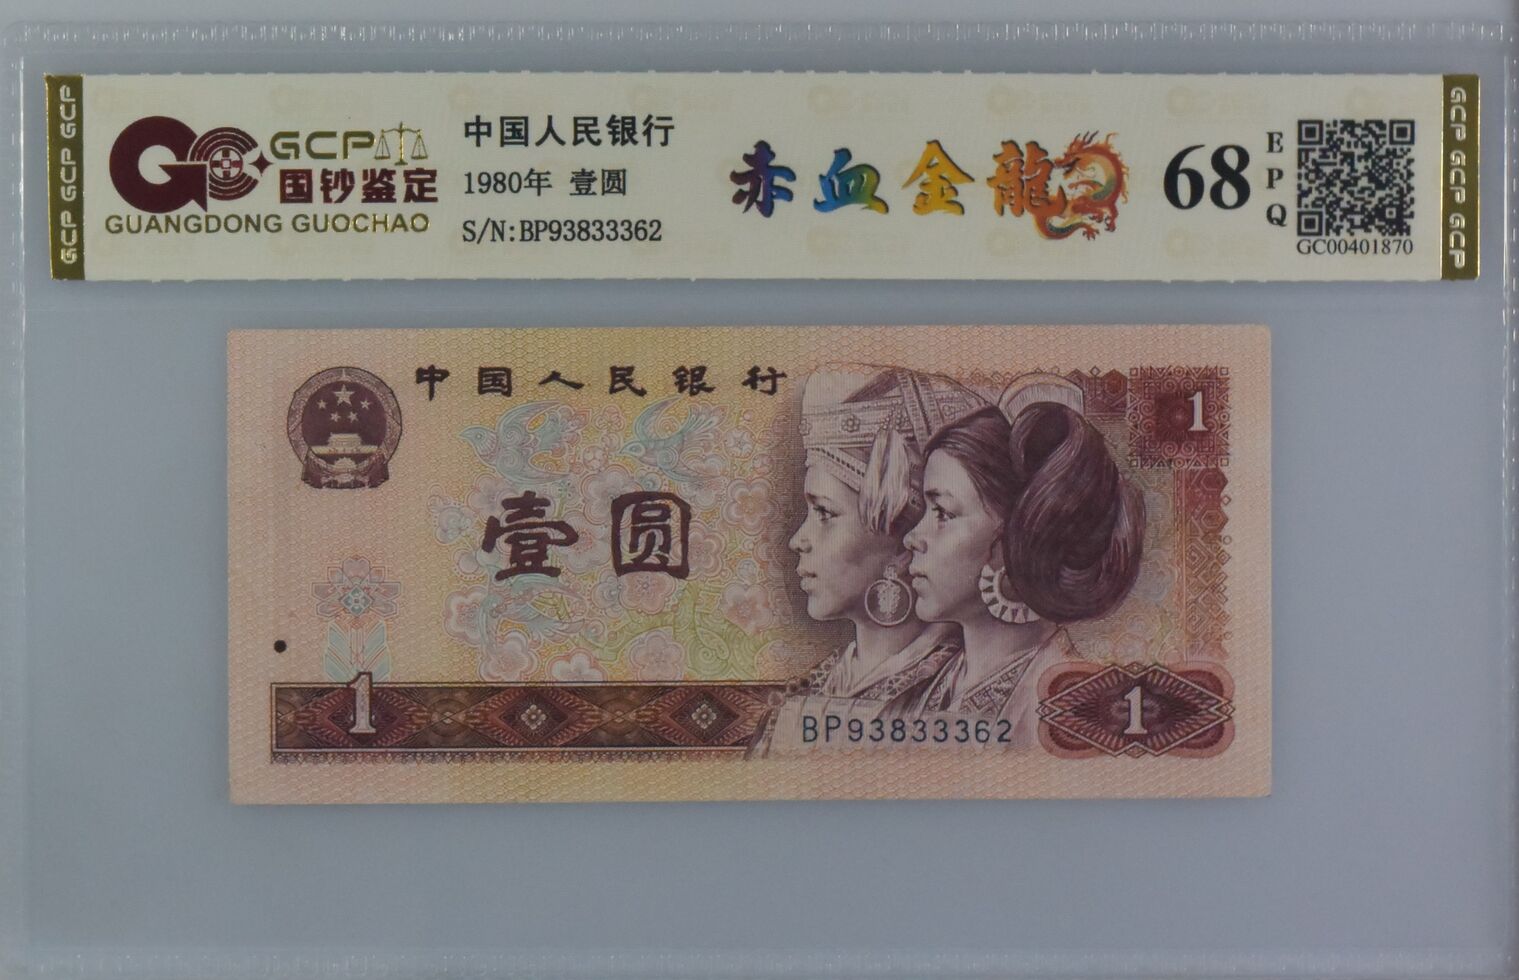 GCP GCP GCP
GCP
国钞鉴定
GUANGDONG GUOCHAO
中国人民银行
1980年 壹圆
S/N:BP93833362
赤血金龍
68
EPQ
GC00401870
GCP GCP GCP
中国人民银行
1
壹圆
1
BP93833362
1